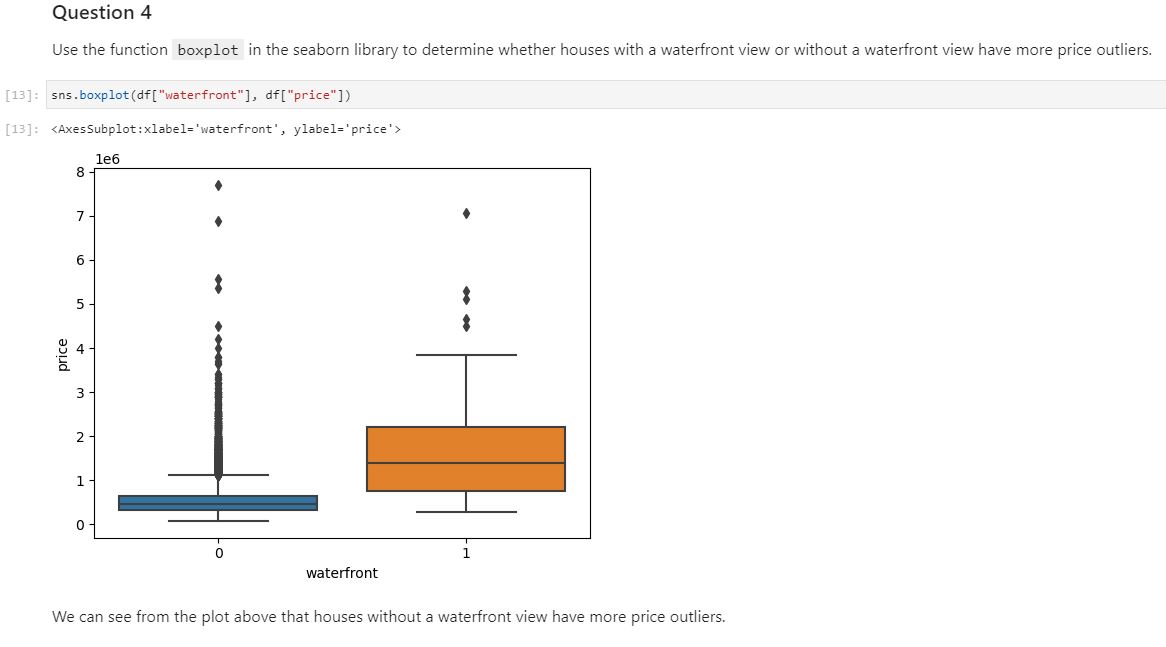 Question 4
Use the function boxplot in the seaborn library to determine whether houses with a waterfront view or without a waterfront view have more price outliers.
[13]: sns.boxplot(df["waterfront"], df["price"])
[13]: <AxesSubplot:xlabel='waterfront', ylabel='price'>
1e6
8
7
6
5
4
3
2
1
0
price
0 1
waterfront
We can see from the plot above that houses without a waterfront view have more price outliers.